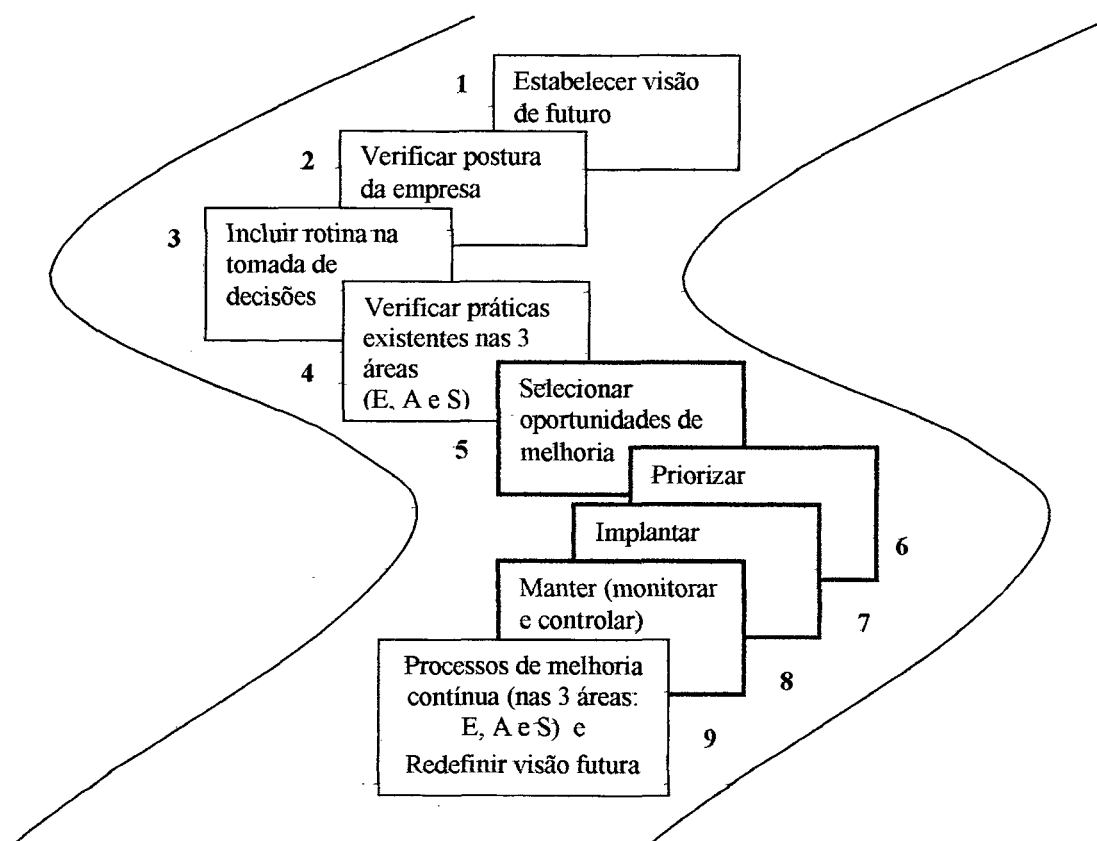 1
Estabelecer visão
de futuro
2
Verificar postura
da empresa
3
Incluir rotina na
tomada de
decisões
4
Verificar práticas
existentes nas 3
áreas
(E, A e S)
5
Selecionar
oportunidades de
melhoria
Priorizar
6
Implantar
7
Manter (monitorar
e controlar)
8
Processos de melhoria
contínua (nas 3 áreas:
E, A e S) e
Redefinir visão futura
9